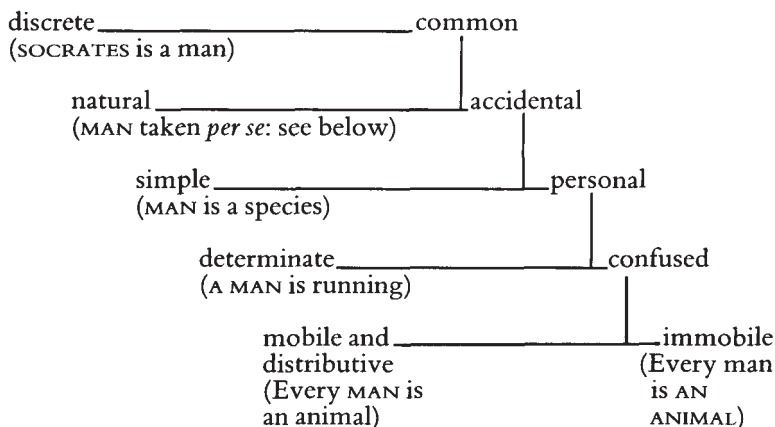 discrete common
(SOCRATES is a man)
natural accidental
(MAN taken per se: see below)
simple personal
(MAN is a species)
determinate confused
(A MAN is running)
mobile and immobile
distributive (Every man
(Every MAN is is AN
an animal) ANIMAL)